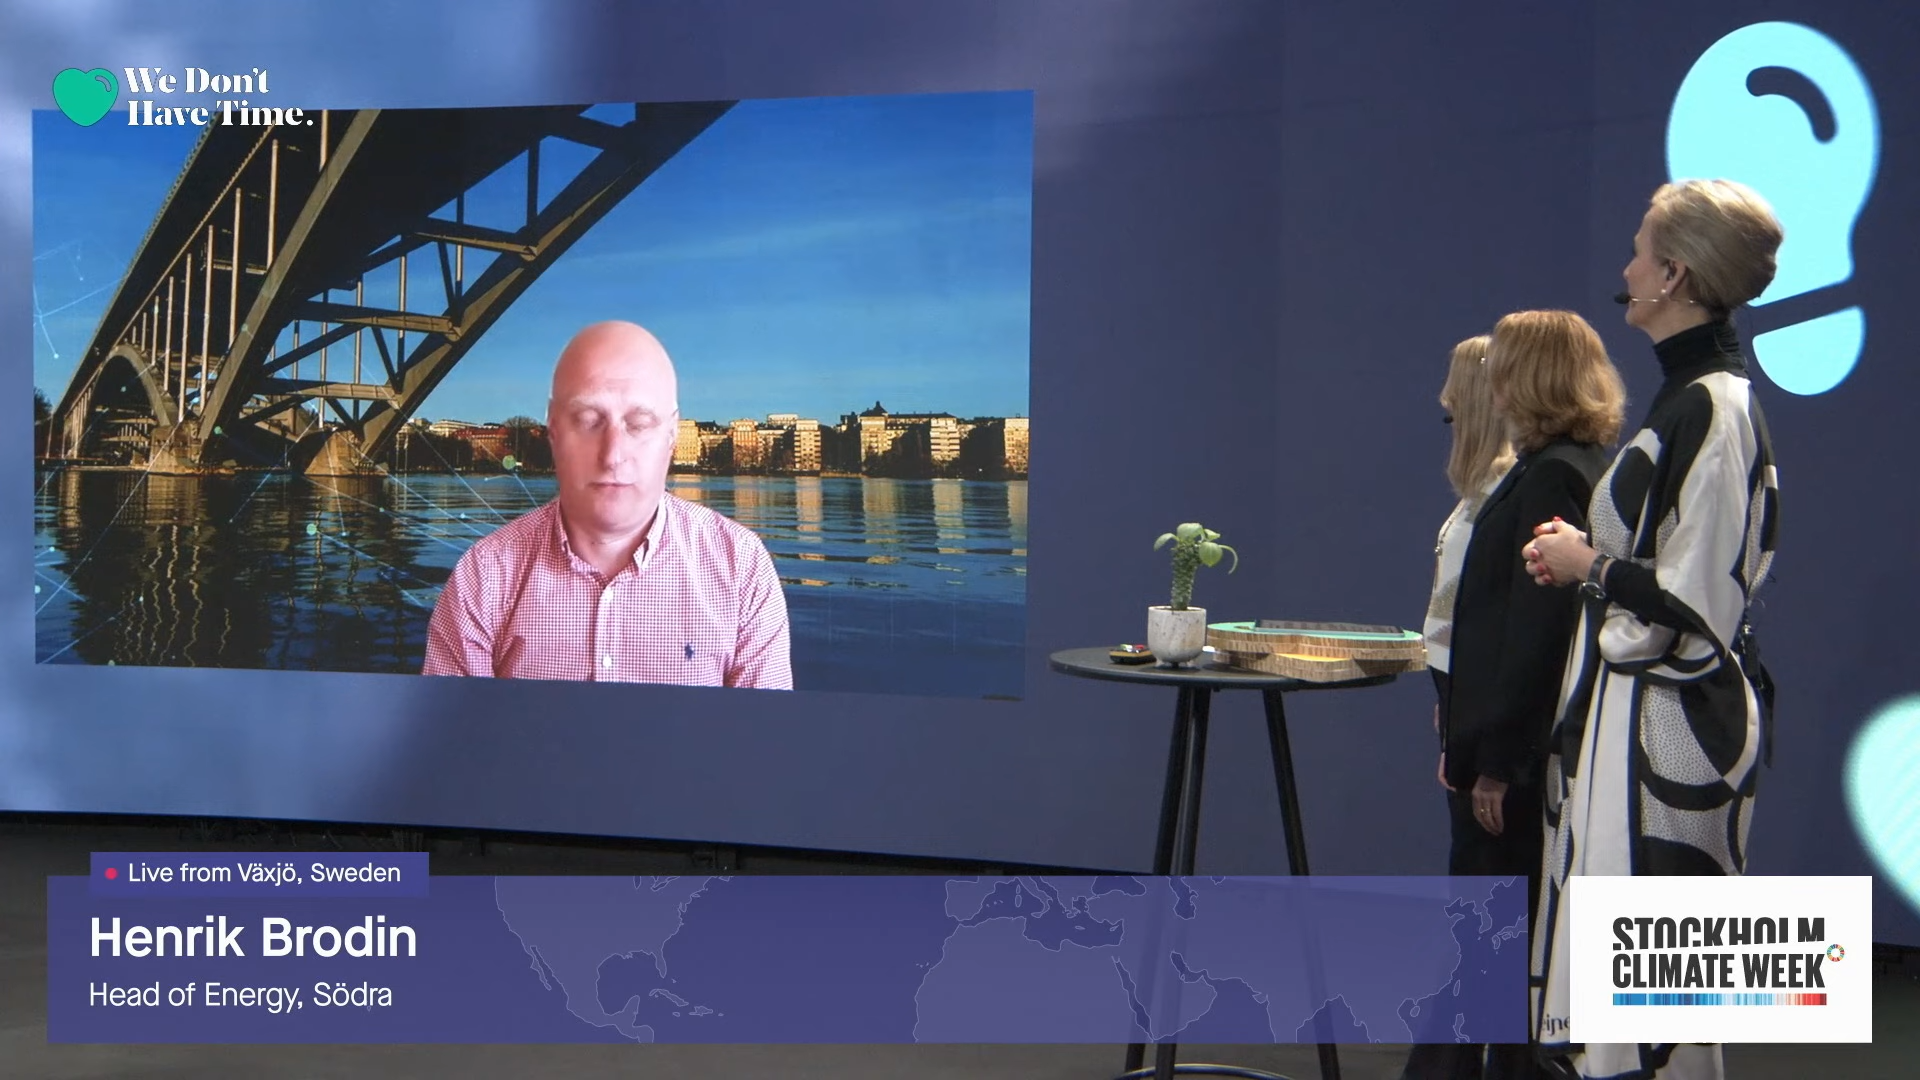 We Don't
Have Time.
Live from Växjö, Sweden
Henrik Brodin
Head of Energy, Södra
STOCKHOLM
CLIMATE WEEK